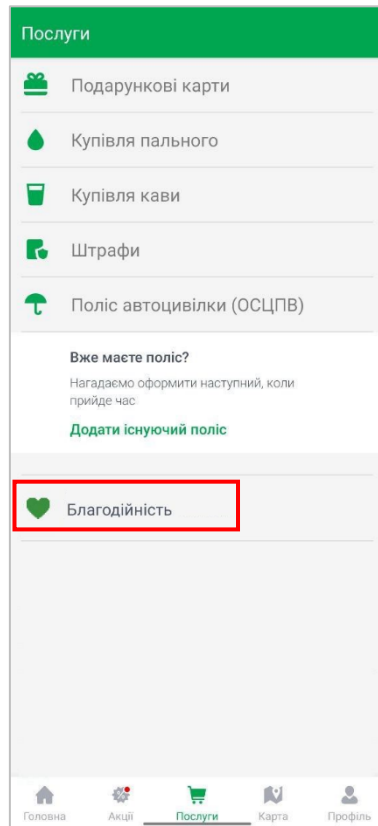 Послуги
Подарункові карти
Купівля пального
Купівля кави
Штрафи
Поліс автоцивілки (ОСЦПВ)
Вже маєте поліс?
Нагадаємо оформити наступний, коли
прийде час
Додати існуючий поліс
Благодійність
Головна Акції Послуги Карта Профіль